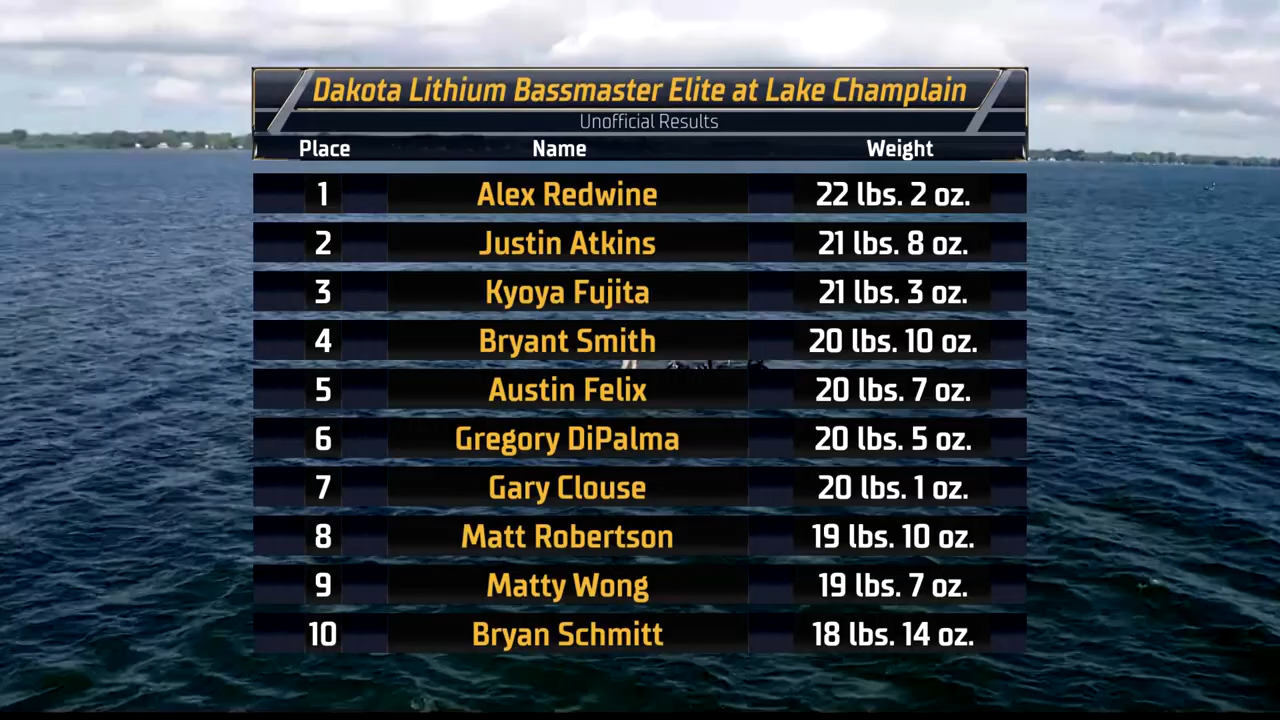 Dakota Lithium Bassmaster Elite at Lake Champlain
Unofficial Results
Place Name Weight
1 Alex Redwine 22 lbs. 2 oz.
2 Justin Atkins 21 lbs. 8 oz.
3 Kyoya Fujita 21 lbs. 3 oz.
4 Bryant Smith 20 lbs. 10 oz.
5 Austin Felix 20 lbs. 7 oz.
6 Gregory DiPalma 20 lbs. 5 oz.
7 Gary Clouse 20 lbs. 1 oz.
8 Matt Robertson 19 lbs. 10 oz.
9 Matty Wong 19 lbs. 7 oz.
10 Bryan Schmitt 18 lbs. 14 oz.